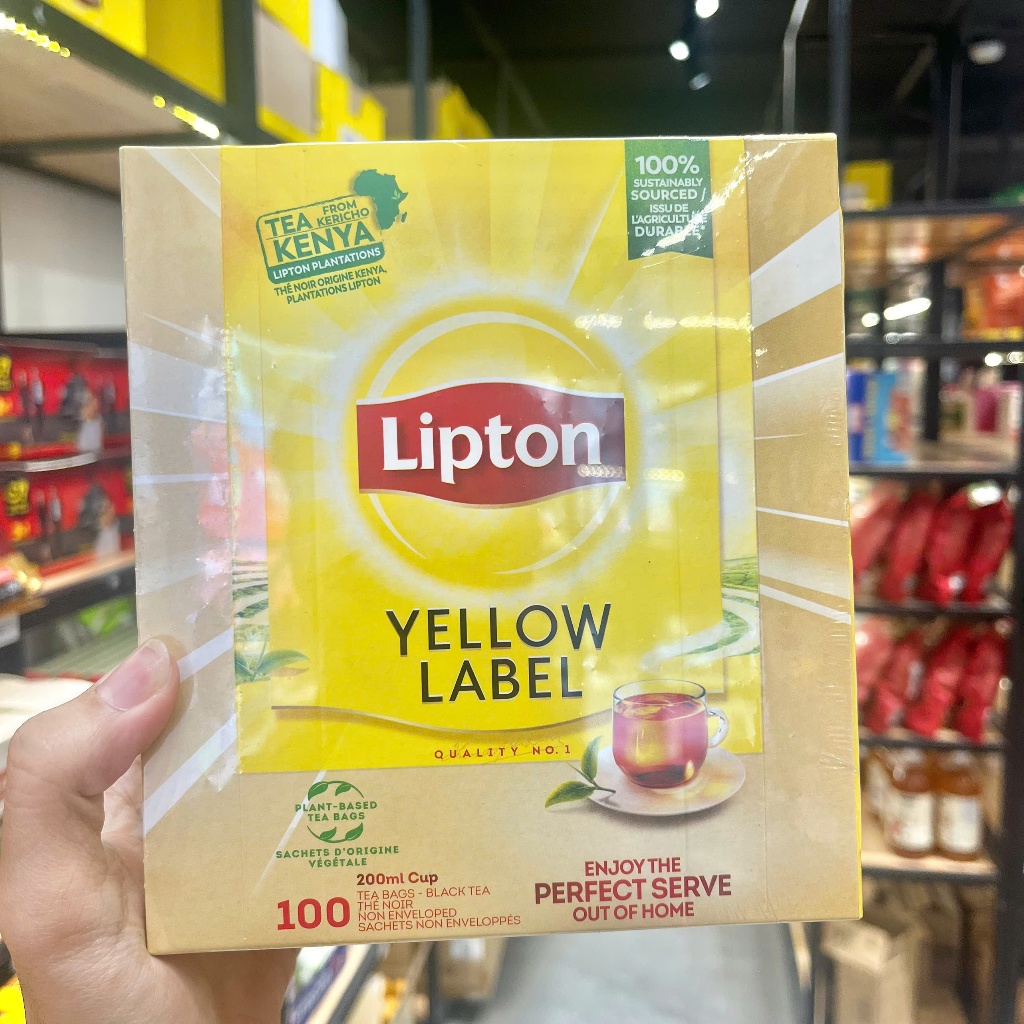 TEA FROM KERICHO
KENYA
LIPTON PLANTATIONS
THÉ NOIR ORIGINE KENYA,
PLANTATIONS LIPTON
100%
SUSTAINABLY
SOURCED /
ISSU DE
L'AGRICULTURE
DURABLE*
Lipton
YELLOW
LABEL
QUALITY NO.1
PLANT-BASED
TEA BAGS
SACHETS D'ORIGINE
VÉGÉTALE
200ml Cup
100
TEA BAGS - BLACK TEA
THÉ NOIR
NON ENVELOPED
SACHETS NON ENVELOPPÉS
ENJOY THE
PERFECT SERVE
OUT OF HOME